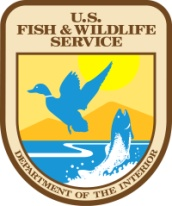 U.S.
FISH & WILDLIFE
SERVICE
DEPARTMENT OF THE INTERIOR